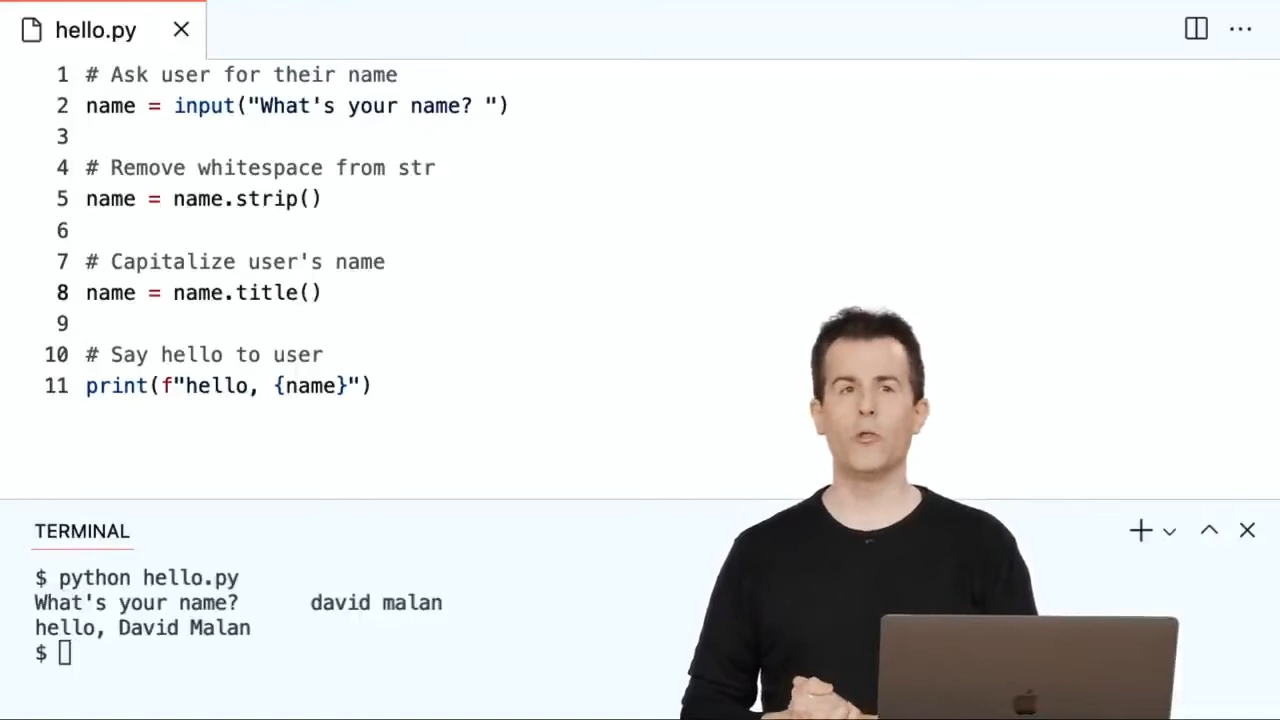 hello.py
1 # Ask user for their name
2 name = input("What's your name? ")
3
4 # Remove whitespace from str
5 name = name.strip()
6
7 # Capitalize user's name
8 name = name.title()
9
10 # Say hello to user
11 print(f"hello, {name}")
TERMINAL
$ python hello.py
What's your name?      david malan
hello, David Malan
$